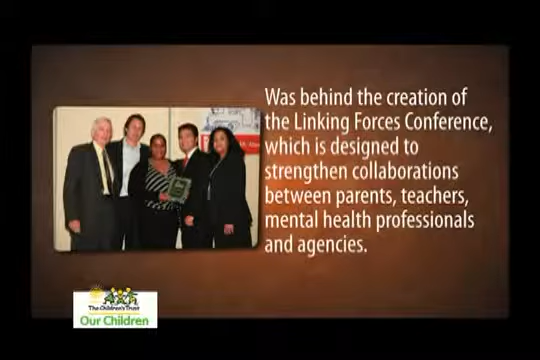 Was behind the creation of
the Linking Forces Conference,
which is designed to
strengthen collaborations
between parents, teachers,
mental health professionals
and agencies.
The Children's Trust
Our Children